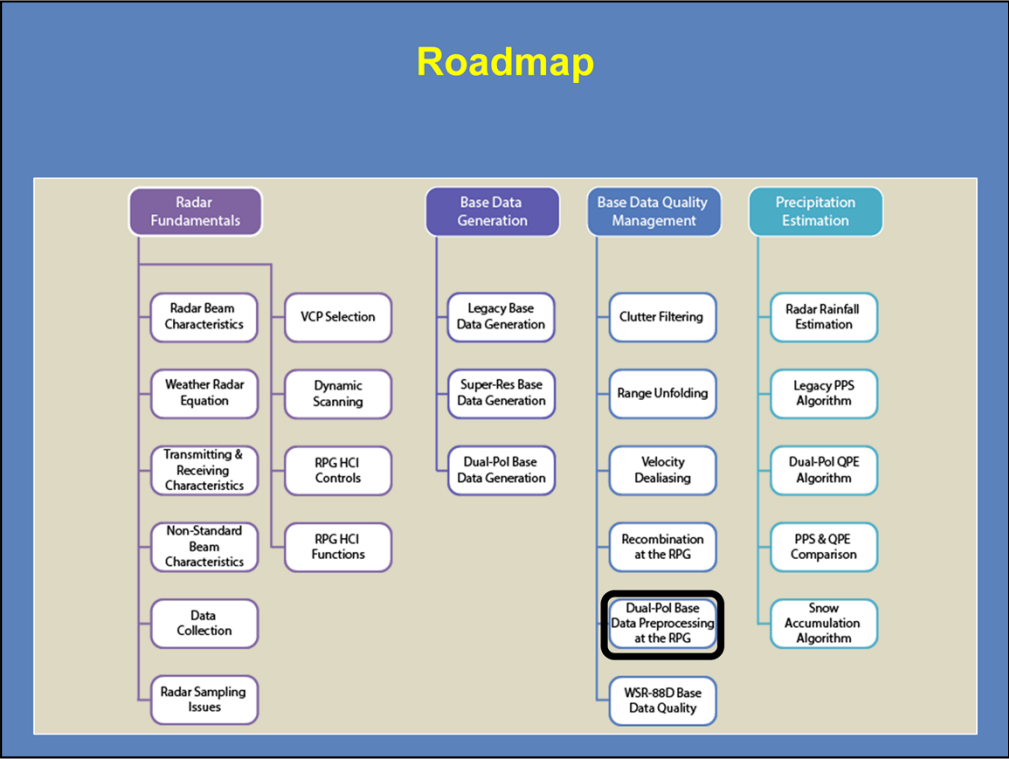 Roadmap
Radar
Fundamentals
Radar Beam
Characteristics
Weather Radar
Equation
Transmitting &
Receiving
Characteristics
Non-Standard
Beam
Characteristics
Data
Collection
Radar Sampling
Issues
VCP Selection
Dynamic
Scanning
RPG HCI
Controls
RPG HCI
Functions
Base Data
Generation
Legacy Base
Data Generation
Super-Res Base
Data Generation
Dual-Pol Base
Data Generation
Base Data Quality
Management
Clutter Filtering
Range Unfolding
Velocity
Dealiasing
Recombination
at the RPG
Dual-Pol Base
Data Preprocessing
at the RPG
WSR-88D Base
Data Quality
Precipitation
Estimation
Radar Rainfall
Estimation
Legacy PPS
Algorithm
Dual-Pol QPE
Algorithm
PPS & QPE
Comparison
Snow
Accumulation
Algorithm